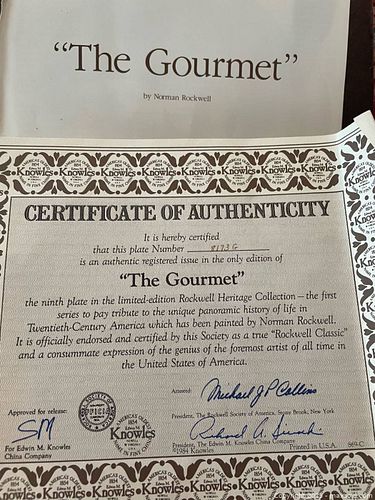 "The Gourmet"
by Norman Rockwell
CERTIFICATE OF AUTHENTICITY
It is hereby certified
that this plate Number 8173 G
is an authentic registered issue in the only edition of
"The Gourmet"
the ninth plate in the limited-edition Rockwell Heritage Collection—the first
series to pay tribute to the unique panoramic history of life in
Twentieth-Century America which has been painted by Norman Rockwell.
It is officially endorsed and certified by this Society as a true "Rockwell Classic"
and a consummate expression of the genius of the foremost artist of all time in
the United States of America.
Attested: Michael J P Collins
President, The Rockwell Society of America, Stony Brook, New York
Approved for release:
SM
For Edwin M. Knowles
China Company
Edwin M.
Knowles
Richard A.
President, The Edwin M. Knowles China Company
©1984 Knowles
Printed in U.S.A.
869-C